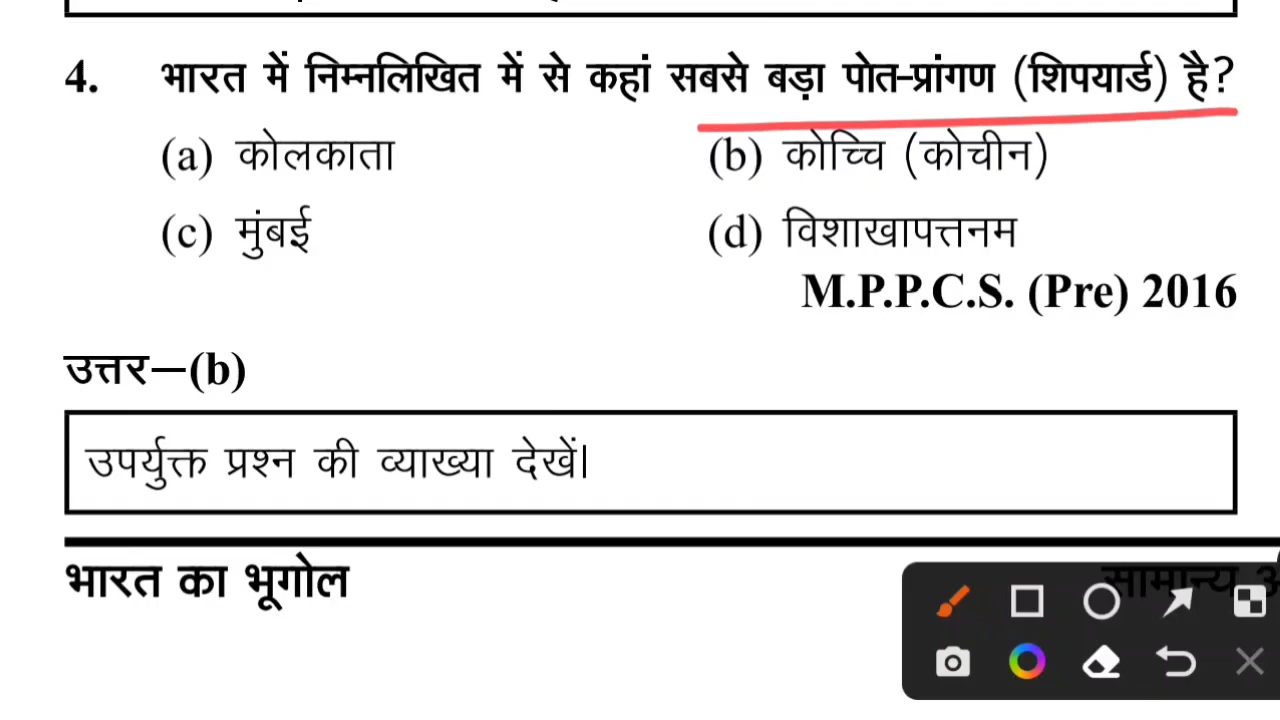 4. भारत में निम्नलिखित में से कहां सबसे बड़ा पोत-प्रांगण (शिपयार्ड) है?
(a) कोलकाता (b) कोच्चि (कोचीन)
(c) मुंबई (d) विशाखापत्तनम
M.P.P.C.S. (Pre) 2016
उत्तर—(b)
उपर्युक्त प्रश्न की व्याख्या देखें।
भारत का भूगोल सामान्य